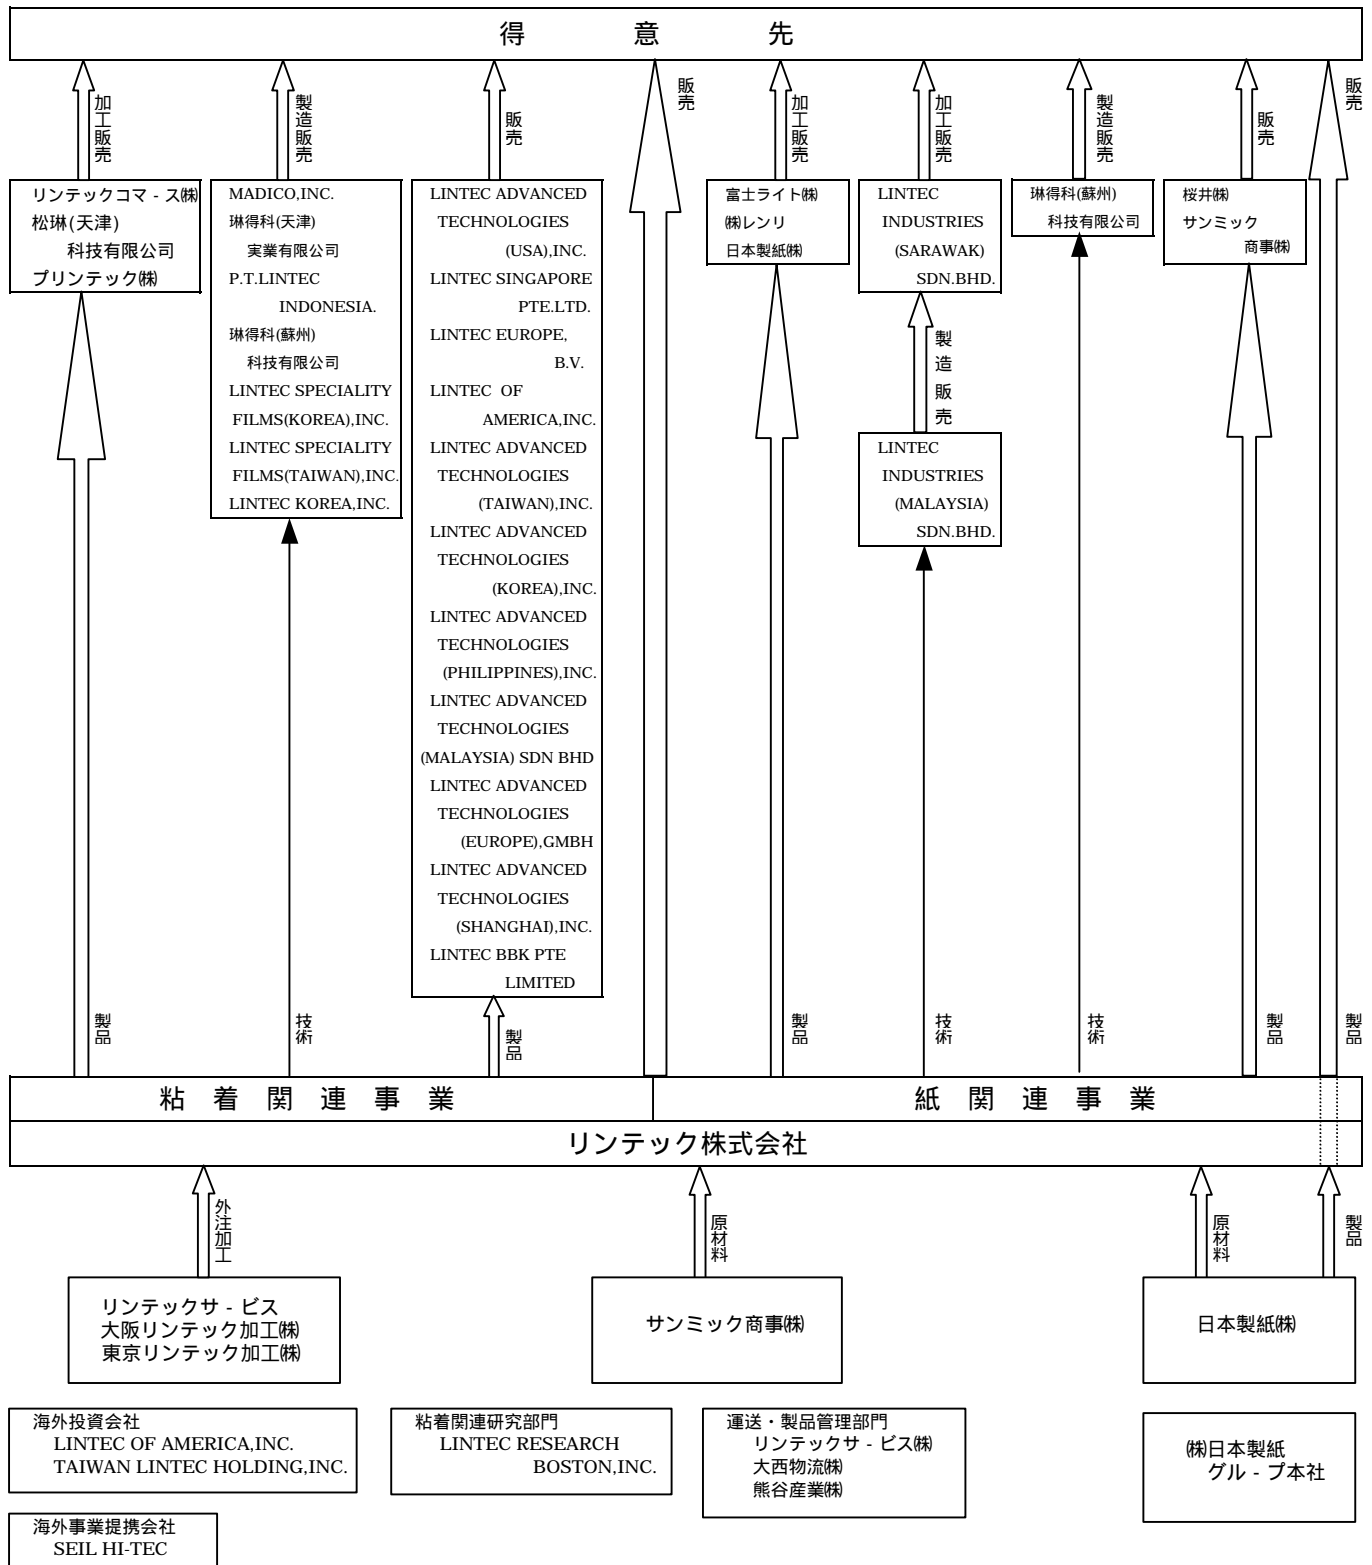 得意先
加工販売
製造販売
販売
販売
加工販売
加工販売
製造販売
販売
販売
リンテックコマ - ス㈱
松琳(天津)
科技有限公司
プリンテック㈱
MADICO,INC.
琳得科(天津)
実業有限公司
P.T.LINTEC
INDONESIA.
琳得科(蘇州)
科技有限公司
LINTEC SPECIALITY
FILMS(KOREA),INC.
LINTEC SPECIALITY
FILMS(TAIWAN),INC.
LINTEC KOREA,INC.
LINTEC ADVANCED
TECHNOLOGIES
(USA),INC.
LINTEC SINGAPORE
PTE.LTD.
LINTEC EUROPE,
B.V.
LINTEC OF
AMERICA,INC.
LINTEC ADVANCED
TECHNOLOGIES
(TAIWAN),INC.
LINTEC ADVANCED
TECHNOLOGIES
(KOREA),INC.
LINTEC ADVANCED
TECHNOLOGIES
(PHILIPPINES),INC.
LINTEC ADVANCED
TECHNOLOGIES
(MALAYSIA) SDN BHD
LINTEC ADVANCED
TECHNOLOGIES
(EUROPE),GMBH
LINTEC ADVANCED
TECHNOLOGIES
(SHANGHAI),INC.
LINTEC BBK PTE
LIMITED
富士ライト㈱
㈱レンリ
日本製紙㈱
LINTEC
INDUSTRIES
(SARAWAK)
SDN.BHD.
製造販売
LINTEC
INDUSTRIES
(MALAYSIA)
SDN.BHD.
琳得科(蘇州)
科技有限公司
桜井㈱
サンミック
商事㈱
製品
技術
製品
製品
技術
技術
製品
製品
粘着関連事業
紙関連事業
リンテック株式会社
外注加工
原材料
原材料
製品
リンテックサ - ビス
大阪リンテック加工㈱
東京リンテック加工㈱
サンミック商事㈱
日本製紙㈱
海外投資会社
LINTEC OF AMERICA,INC.
TAIWAN LINTEC HOLDING,INC.
粘着関連研究部門
LINTEC RESEARCH
BOSTON,INC.
運送・製品管理部門
リンテックサ - ビス㈱
大西物流㈱
熊谷産業㈱
㈱日本製紙
グル - プ本社
海外事業提携会社
SEIL HI-TEC